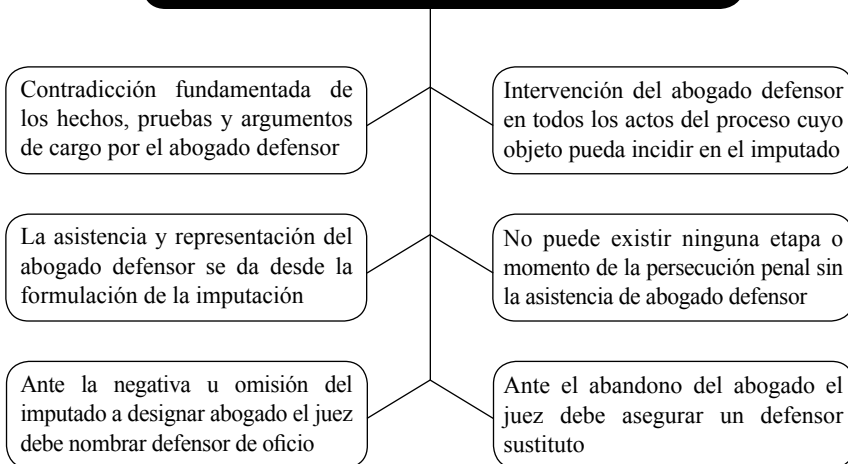 Contradicción fundamentada de
los hechos, pruebas y argumentos
de cargo por el abogado defensor
Intervención del abogado defensor
en todos los actos del proceso cuyo
objeto pueda incidir en el imputado
La asistencia y representación del
abogado defensor se da desde la
formulación de la imputación
No puede existir ninguna etapa o
momento de la persecución penal sin
la asistencia de abogado defensor
Ante la negativa u omisión del
imputado a designar abogado el juez
debe nombrar defensor de oficio
Ante el abandono del abogado el
juez debe asegurar un defensor
sustituto